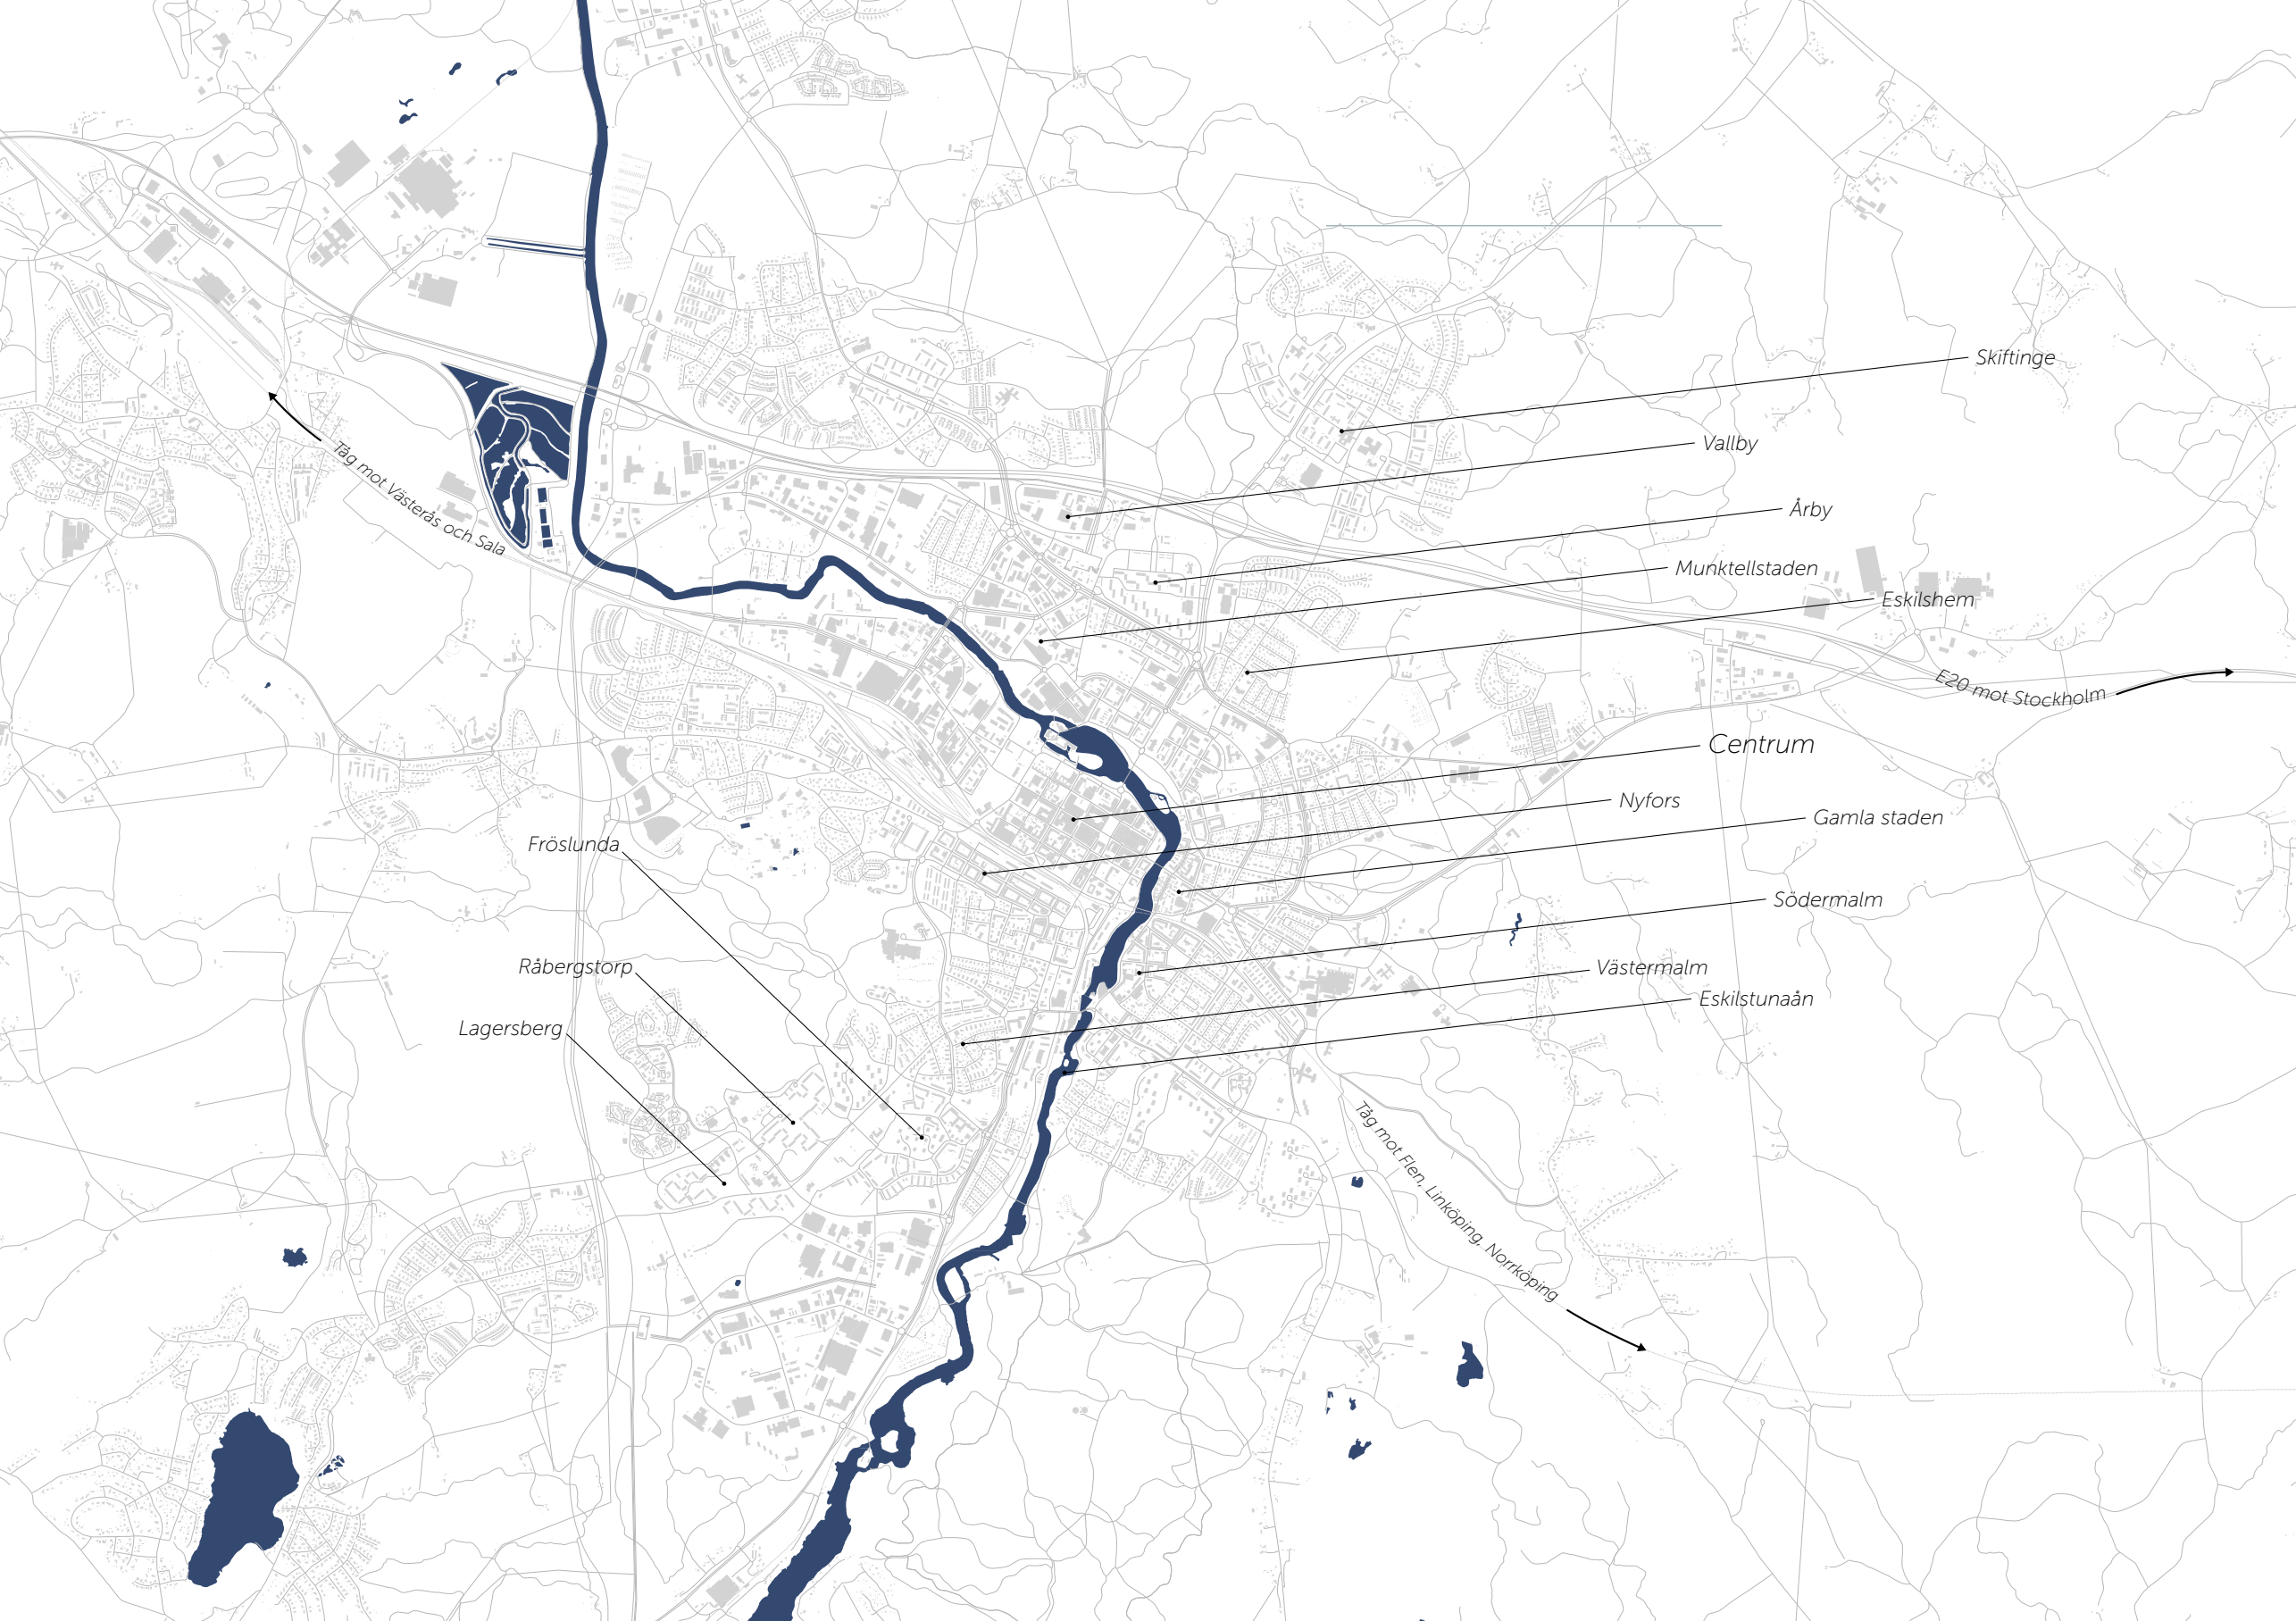 Skiftinge
Vallby
Tåg mot Västerås och Sala
Årby
Munktellstaden
Eskilshem
E20 mot Stockholm
Centrum
Nyfors
Gamla staden
Fröslunda
Södermalm
Råbergstorp
Västermalm
Eskilstunaån
Lagersberg
Tåg mot Flen, Linköping, Norrköping